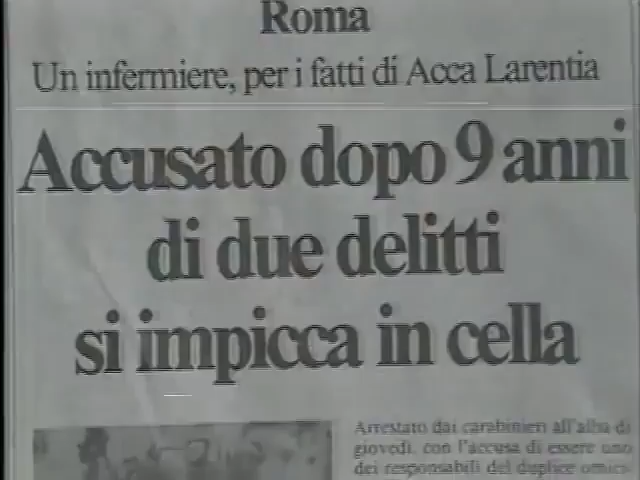 Roma
Un infermiere, per i fatti di Acca Larentia
Accusato dopo 9 anni
di due delitti
si impicca in cella
Arrestato dai carabinieri all'alba di
giovedì, con l'accusa di essere uno
dei responsabili del duplice omici-